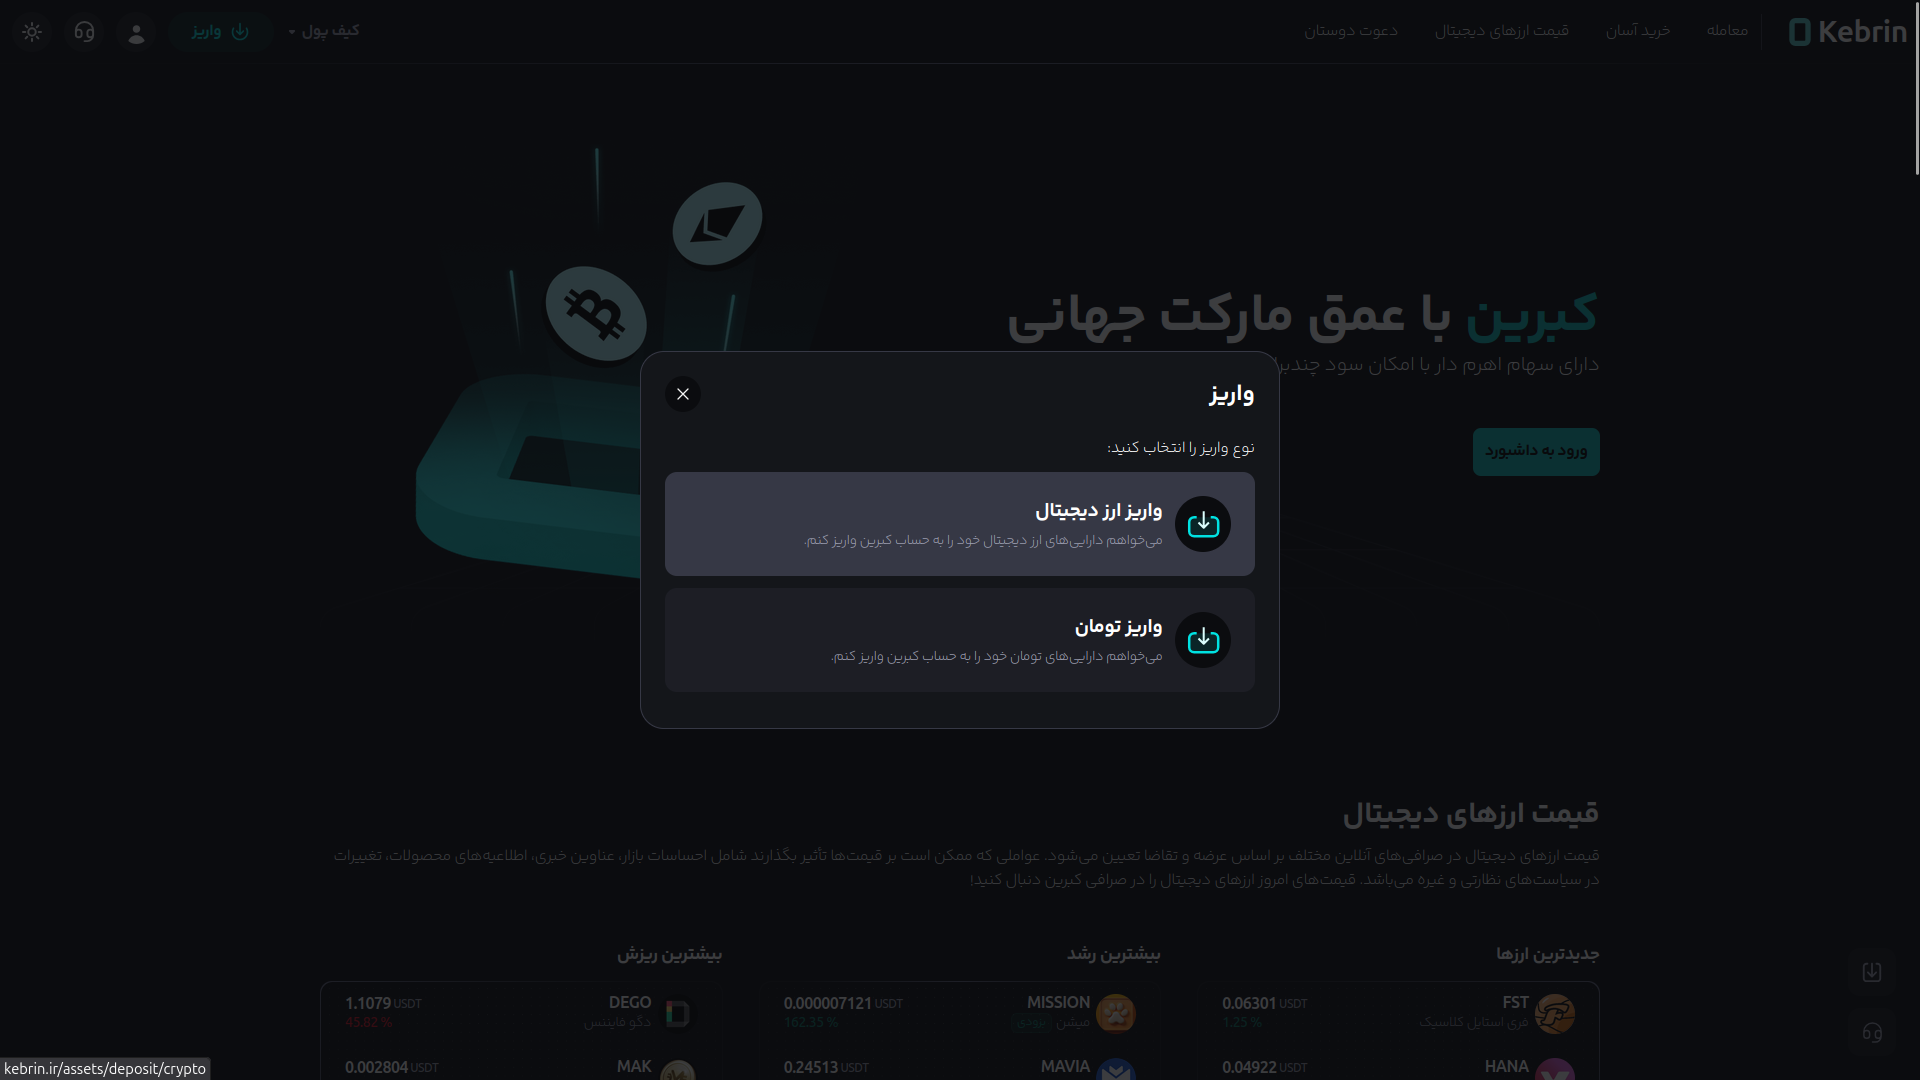 Kebrin
معامله
خرید آسان
قیمت ارزهای دیجیتال
دعوت دوستان
کیف پول
واریز
کبرین با عمق مارکت جهانی
دارای سهام اهرم دار با امکان سود چندبرا
ورود به داشبورد
واریز
نوع واریز را انتخاب کنید:
واریز ارز دیجیتال
می‌خواهم دارایی‌های ارز دیجیتال خود را به حساب کبرین واریز کنم.
واریز تومان
می‌خواهم دارایی‌های تومان خود را به حساب کبرین واریز کنم.
قیمت ارزهای دیجیتال
قیمت ارزهای دیجیتال در صرافی‌های آنلاین مختلف بر اساس عرضه و تقاضا تعیین می‌شود. عواملی که ممکن است بر قیمت‌ها تأثیر بگذارند شامل احساسات بازار، عناوین خبری، اطلاعیه‌های محصولات، تغییرات
در سیاست‌های نظارتی و غیره می‌باشد. قیمت‌های امروز ارزهای دیجیتال را در صرافی کبرین دنبال کنید!
جدیدترین ارزها
FST
0.06301 USDT
فری استایل کلاسیک
1.25 %
HANA
0.04922 USDT
بیشترین رشد
MISSION
0.000007121 USDT
میشن
بزودی
162.35 %
MAVIA
0.24513 USDT
بیشترین ریزش
DEGO
1.1079 USDT
دگو فایننس
45.82 %
MAK
0.002804 USDT
kebrin.ir/assets/deposit/crypto